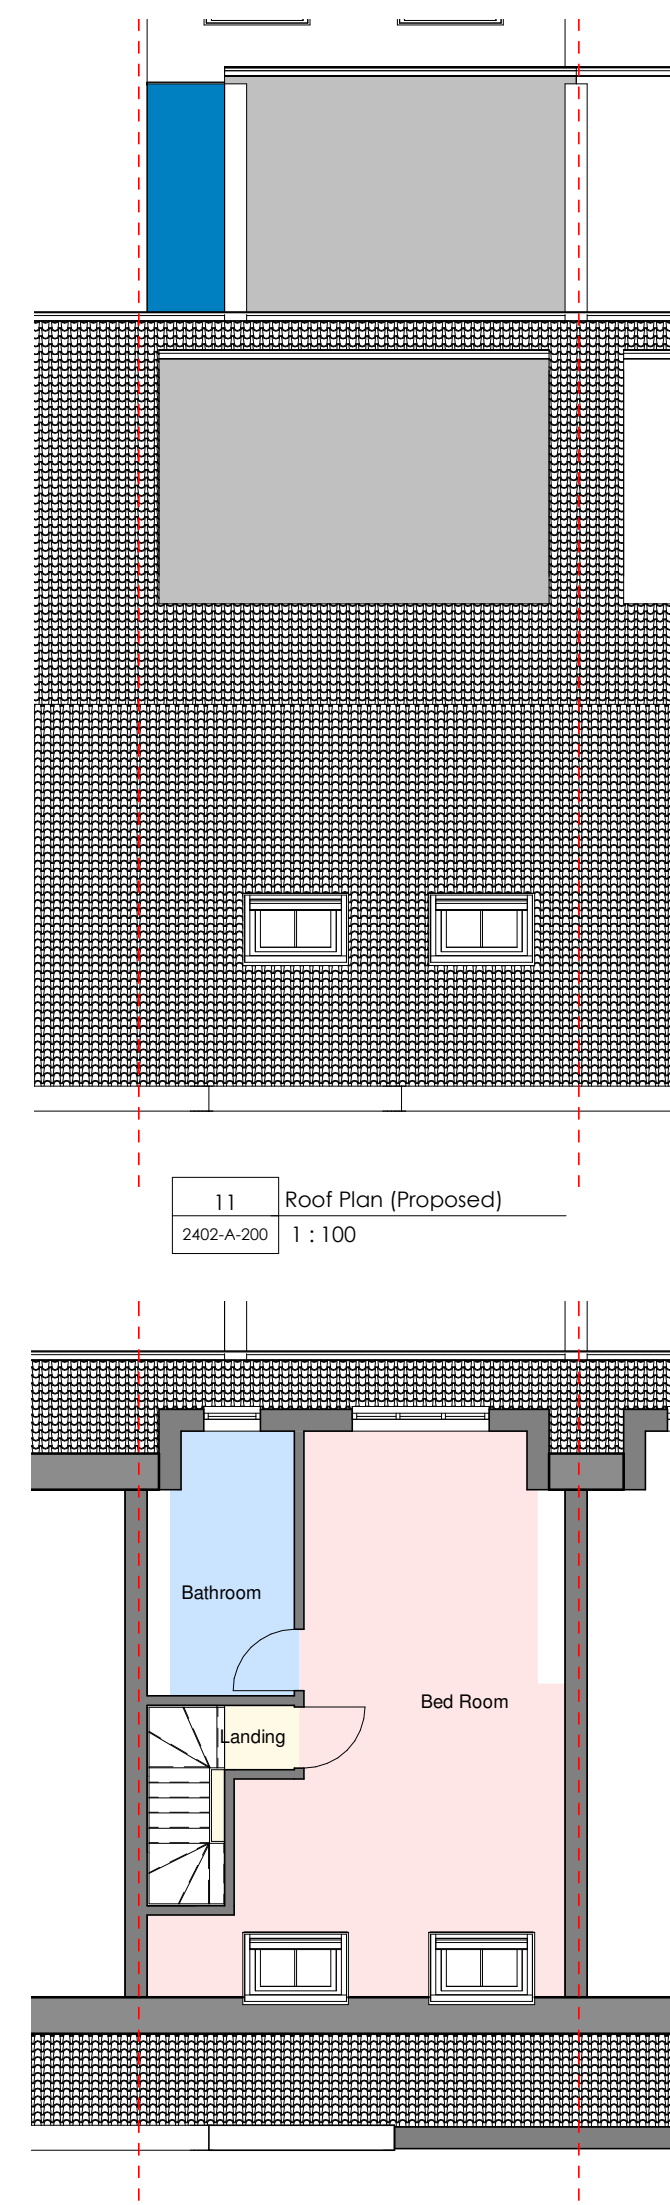 11
Roof Plan (Proposed)
2402-A-200
1 : 100
Bathroom
Bed Room
Landing